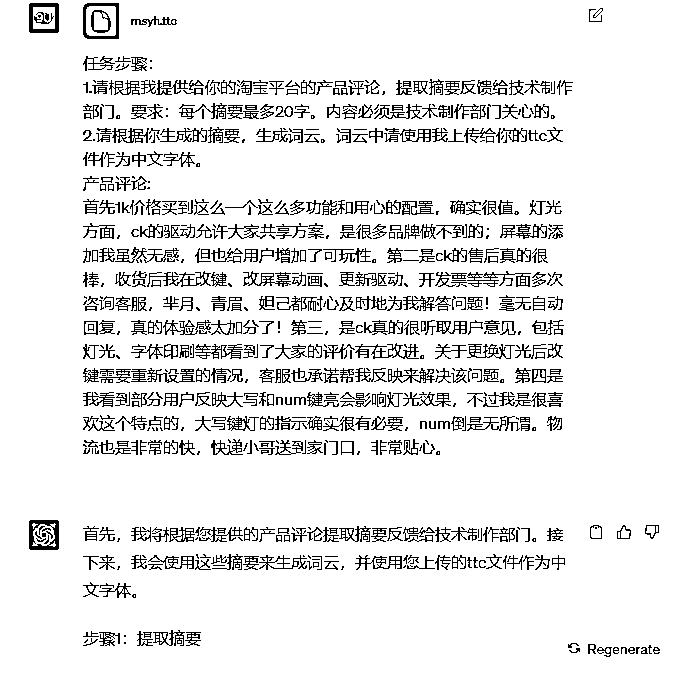 msyh.ttc
任务步骤：
1.请根据我提供给你的淘宝平台的产品评论，提取摘要反馈给技术制作
部门。要求：每个摘要最多20字。内容必须是技术制作部门关心的。
2.请根据你生成的摘要，生成词云。词云中请使用我上传给你的ttc文
件作为中文字体。
产品评论:
首先1k价格买到这么一个这么多功能和用心的配置，确实很值。灯光
方面，ck的驱动允许大家共享方案，是很多品牌做不到的；屏幕的添
加我虽然无感，但也给用户增加了可玩性。第二是ck的售后真的很
棒，收货后我在改键、改屏幕动画、更新驱动、开发票等等方面多次
咨询客服，芈月、青眉、妲己都耐心及时地为我解答问题！毫无自动
回复，真的体验感太加分了！第三，是ck真的很听取用户意见，包括
灯光、字体印刷等都看到了大家的评价有在改进。关于更换灯光后改
键需要重新设置的情况，客服也承诺帮我反映来解决该问题。第四是
我看到部分用户反映大写和num键亮会影响灯光效果，不过我是很喜
欢这个特点的，大写键灯的指示确实很有必要，num倒是无所谓。物
流也是非常的快，快递小哥送到家门口，非常贴心。
首先，我将根据您提供的产品评论提取摘要反馈给技术制作部门。接
下来，我会使用这些摘要来生成词云，并使用您上传的ttc文件作为中
文字体。
步骤1：提取摘要
Regenerate